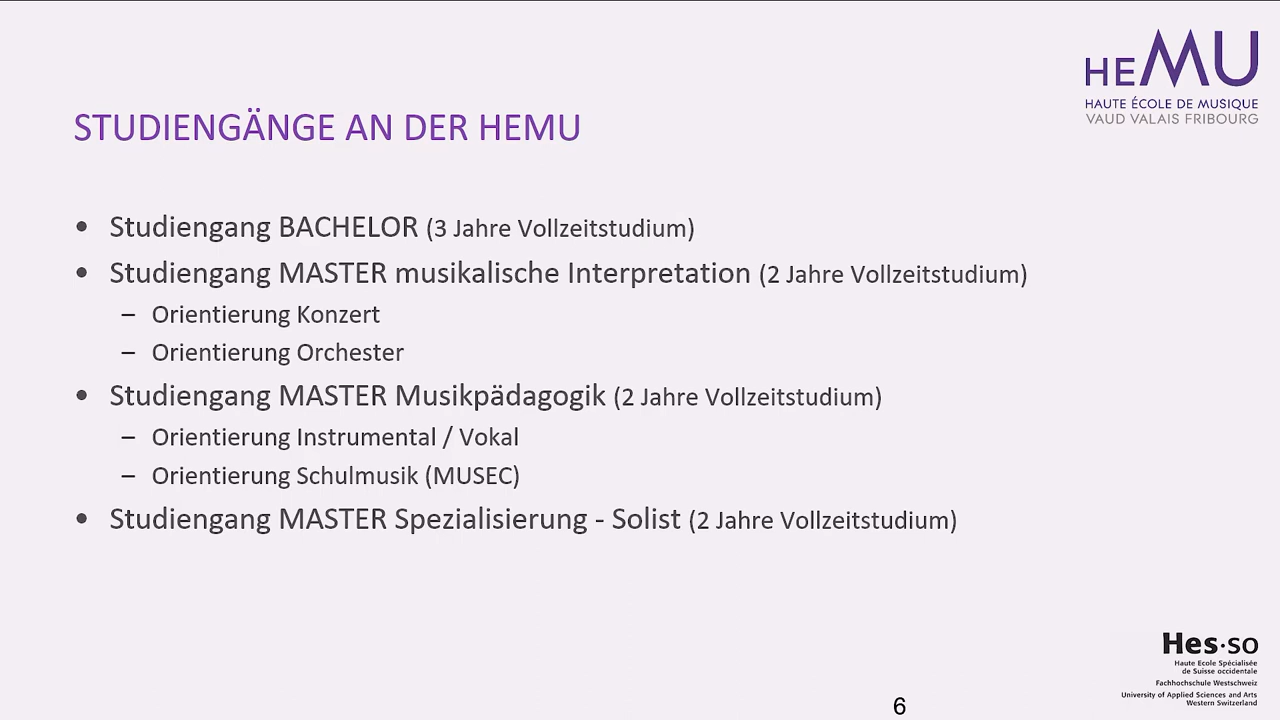 HEMU
HAUTE ÉCOLE DE MUSIQUE
VAUD VALAIS FRIBOURG
STUDIENGÄNGE AN DER HEMU
• Studiengang BACHELOR (3 Jahre Vollzeitstudium)
• Studiengang MASTER musikalische Interpretation (2 Jahre Vollzeitstudium)
– Orientierung Konzert
– Orientierung Orchester
• Studiengang MASTER Musikpädagogik (2 Jahre Vollzeitstudium)
– Orientierung Instrumental / Vokal
– Orientierung Schulmusik (MUSEC)
• Studiengang MASTER Spezialisierung - Solist (2 Jahre Vollzeitstudium)
Hes·so
Haute Ecole Spécialisée
de Suisse occidentale
Fachhochschule Westschweiz
University of Applied Sciences and Arts
Western Switzerland
6